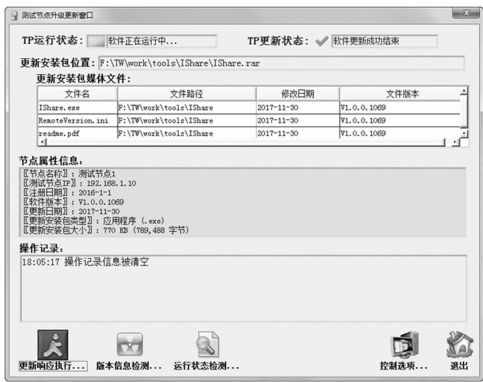 测试节点升级更新窗口
TP运行状态: 软件正在运行中... TP更新状态: 软件更新成功结束
更新安装包位置: F:\TW\work\tools\IShare\IShare.rar
更新安装包媒体文件:
文件名 文件路径 修改日期 文件版本
IShare.exe F:\TW\work\tools\IShare 2017-11-30 V1.0.0.1069
RemoteVersion.ini F:\TW\work\tools\IShare 2017-11-30 V1.0.0.1069
readme.pdf F:\TW\work\tools\IShare 2017-11-30 V1.0.0.1069
节点属性信息:
〖节点名称〗: 测试节点1
〖测试节点IP〗: 192.168.1.10
〖注册日期〗: 2016-1-1
〖软件版本〗: V1.0.0.1069
〖更新日期〗: 2017-11-30
〖更新安装包类型〗: 应用程序 (.exe)
〖更新安装包大小〗: 770 KB (789,488 字节)
操作记录:
18:05:17 操作记录信息被清空
更新响应执行... 版本信息检测... 运行状态检测... 控制选项... 退出